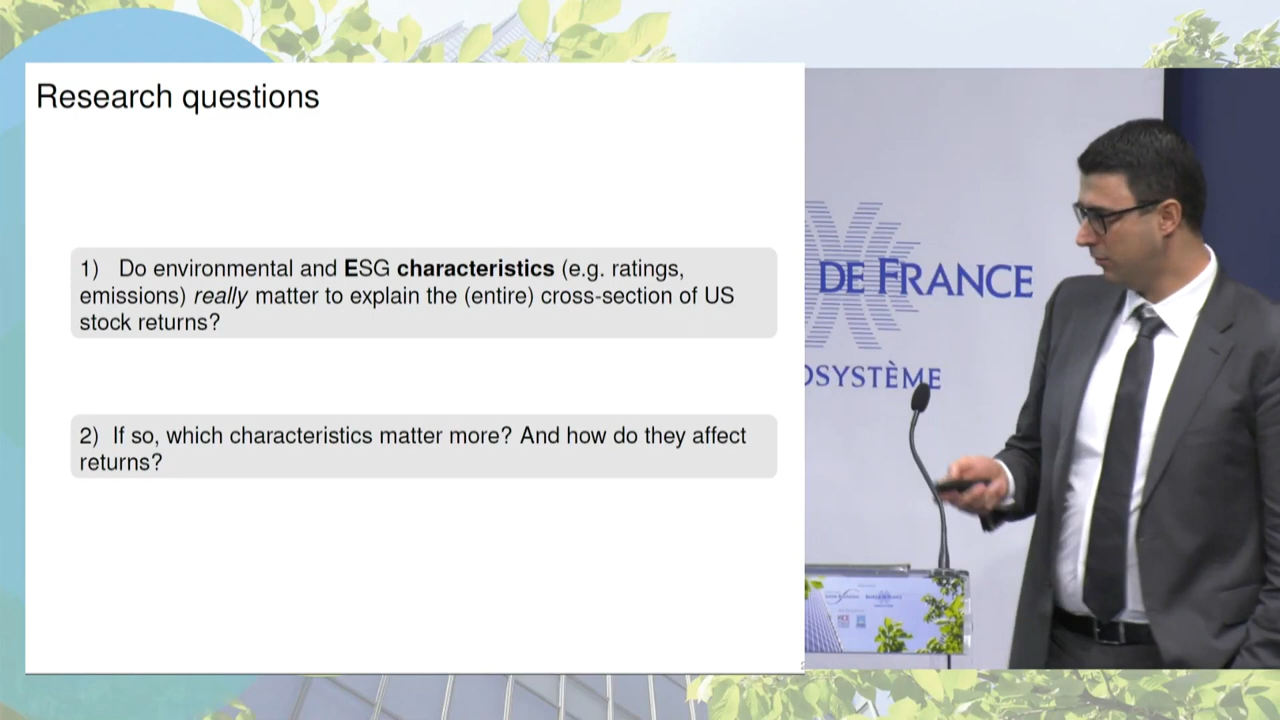 Research questions
1) Do environmental and ESG characteristics (e.g. ratings,
emissions) really matter to explain the (entire) cross-section of US
stock returns?
2) If so, which characteristics matter more? And how do they affect
returns?
DE FRANCE
OSYSTÈME